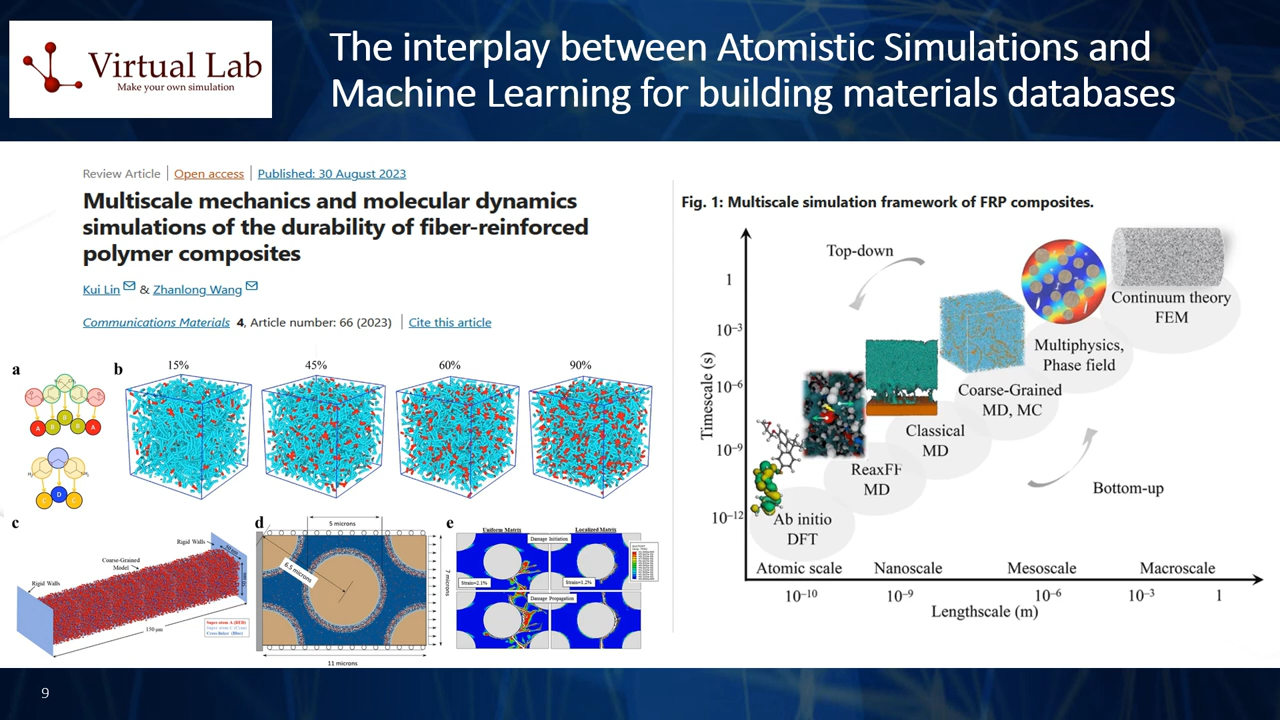 Virtual Lab
Make your own simulation
The interplay between Atomistic Simulations and
Machine Learning for building materials databases
Review Article | Open access | Published: 30 August 2023
Multiscale mechanics and molecular dynamics
simulations of the durability of fiber-reinforced
polymer composites
Kui Lin & Zhanlong Wang
Communications Materials 4, Article number: 66 (2023) | Cite this article
a
A B B B A
C D C
b
15% 45% 60% 90%
c
Rigid Walls
Coarse-Grained
Model
Rigid Walls
150 μm
d
5 microns
6.5 microns
7 microns
11 microns
e
Uniform Matrix Localized Matrix
Damage Initiation
Strain=2.1% Strain=1.2%
Damage Propagation
Fig. 1: Multiscale simulation framework of FRP composites.
Timescale (s)
1
10⁻³
10⁻⁶
10⁻⁹
10⁻¹²
Top-down
Continuum theory
FEM
Multiphysics,
Phase field
Coarse-Grained
MD, MC
Classical
MD
ReaxFF
MD
Bottom-up
Ab initio
DFT
Atomic scale Nanoscale Mesoscale Macroscale
10⁻¹⁰ 10⁻⁹ 10⁻⁶ 10⁻³ 1
Lengthscale (m)
9